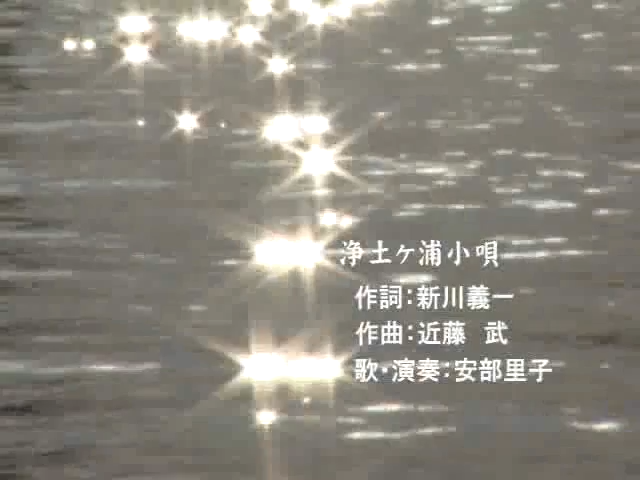 浄土ヶ浦小唄
作詞：新川義一
作曲：近藤　武
歌・演奏：安部里子